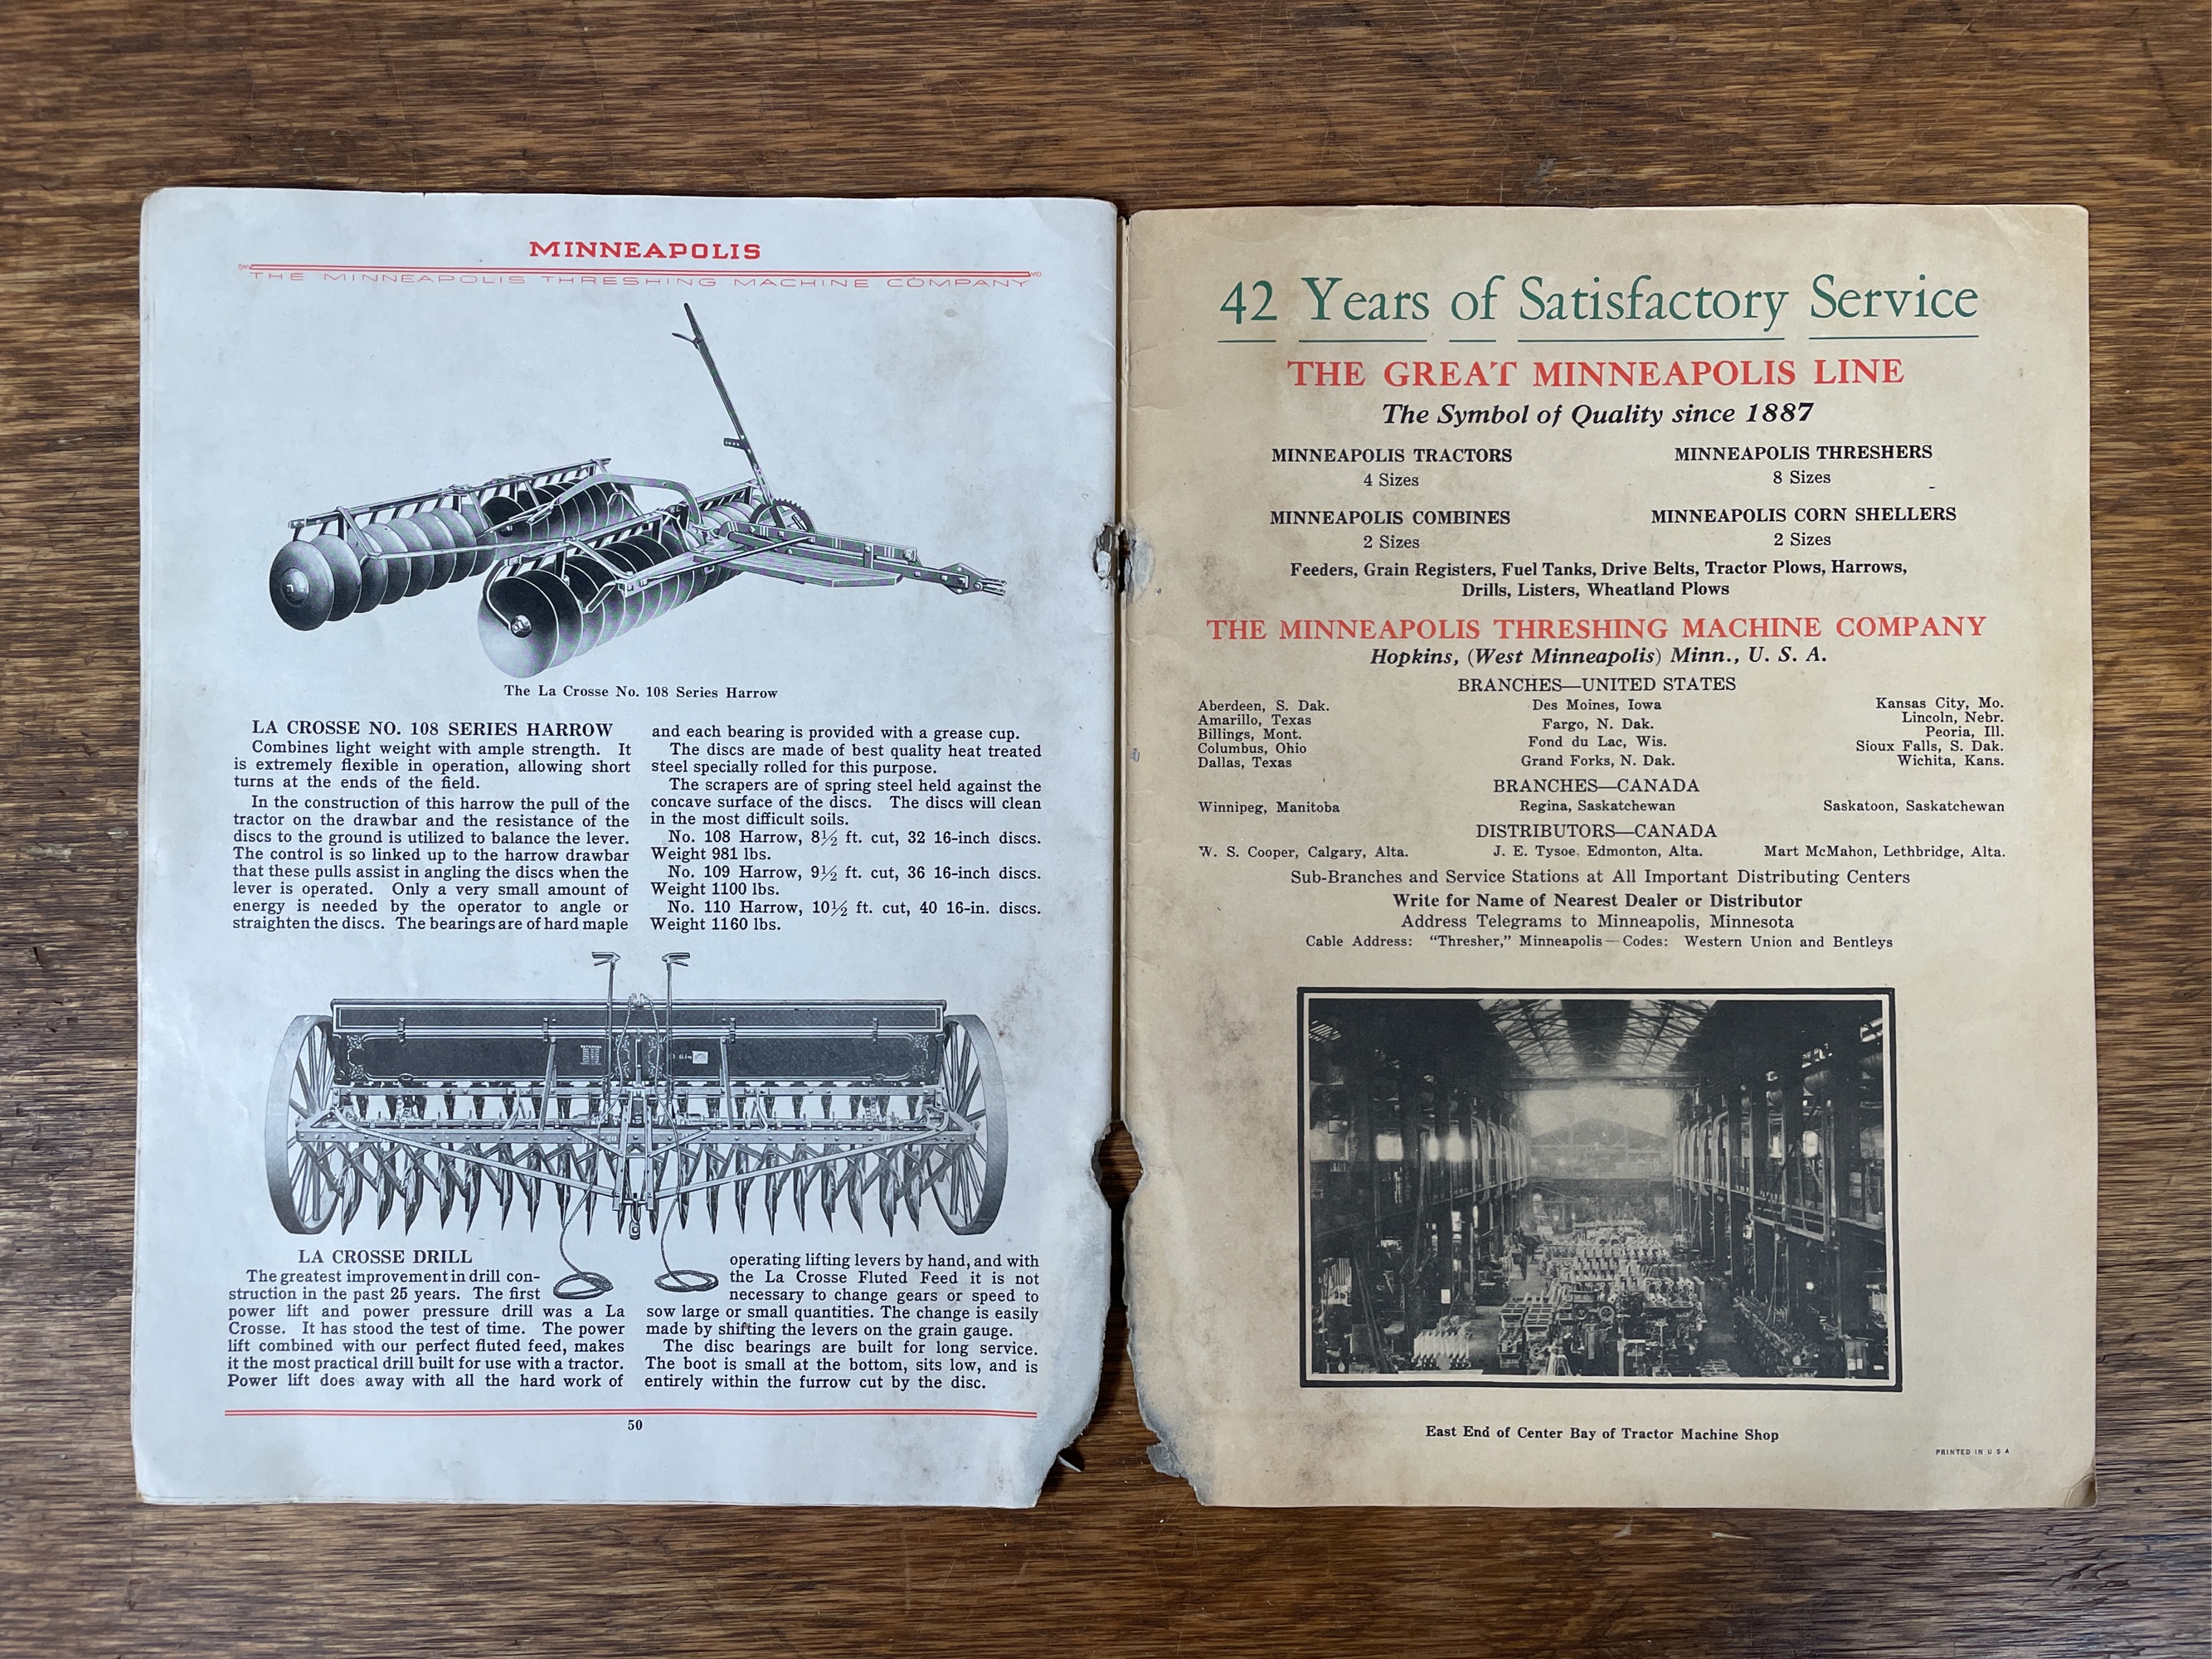 MINNEAPOLIS
THE MINNEAPOLIS THRESHING MACHINE COMPANY
The La Crosse No. 108 Series Harrow
LA CROSSE NO. 108 SERIES HARROW
Combines light weight with ample strength. It
is extremely flexible in operation, allowing short
turns at the ends of the field.
In the construction of this harrow the pull of the
tractor on the drawbar and the resistance of the
discs to the ground is utilized to balance the lever.
The control is so linked up to the harrow drawbar
that these pulls assist in angling the discs when the
lever is operated. Only a very small amount of
energy is needed by the operator to angle or
straighten the discs. The bearings are of hard maple
and each bearing is provided with a grease cup.
The discs are made of best quality heat treated
steel specially rolled for this purpose.
The scrapers are of spring steel held against the
concave surface of the discs. The discs will clean
in the most difficult soils.
No. 108 Harrow, 8½ ft. cut, 32 16-inch discs.
Weight 981 lbs.
No. 109 Harrow, 9½ ft. cut, 36 16-inch discs.
Weight 1100 lbs.
No. 110 Harrow, 10½ ft. cut, 40 16-in. discs.
Weight 1160 lbs.
LA CROSSE DRILL
The greatest improvement in drill con-
struction in the past 25 years. The first
power lift and power pressure drill was a La
Crosse. It has stood the test of time. The power
lift combined with our perfect fluted feed, makes
it the most practical drill built for use with a tractor.
Power lift does away with all the hard work of
operating lifting levers by hand, and with
the La Crosse Fluted Feed it is not
necessary to change gears or speed to
sow large or small quantities. The change is easily
made by shifting the levers on the grain gauge.
The disc bearings are built for long service.
The boot is small at the bottom, sits low, and is
entirely within the furrow cut by the disc.
50
42 Years of Satisfactory Service
THE GREAT MINNEAPOLIS LINE
The Symbol of Quality since 1887
MINNEAPOLIS TRACTORS
4 Sizes
MINNEAPOLIS THRESHERS
8 Sizes
MINNEAPOLIS COMBINES
2 Sizes
MINNEAPOLIS CORN SHELLERS
2 Sizes
Feeders, Grain Registers, Fuel Tanks, Drive Belts, Tractor Plows, Harrows,
Drills, Listers, Wheatland Plows
THE MINNEAPOLIS THRESHING MACHINE COMPANY
Hopkins, (West Minneapolis) Minn., U. S. A.
BRANCHES—UNITED STATES
Aberdeen, S. Dak.
Amarillo, Texas
Billings, Mont.
Columbus, Ohio
Dallas, Texas
Des Moines, Iowa
Fargo, N. Dak.
Fond du Lac, Wis.
Grand Forks, N. Dak.
Kansas City, Mo.
Lincoln, Nebr.
Peoria, Ill.
Sioux Falls, S. Dak.
Wichita, Kans.
BRANCHES—CANADA
Winnipeg, Manitoba Regina, Saskatchewan Saskatoon, Saskatchewan
DISTRIBUTORS—CANADA
W. S. Cooper, Calgary, Alta. J. E. Tysoe, Edmonton, Alta. Mart McMahon, Lethbridge, Alta.
Sub-Branches and Service Stations at All Important Distributing Centers
Write for Name of Nearest Dealer or Distributor
Address Telegrams to Minneapolis, Minnesota
Cable Address: "Thresher," Minneapolis—Codes: Western Union and Bentleys
East End of Center Bay of Tractor Machine Shop
PRINTED IN U S A